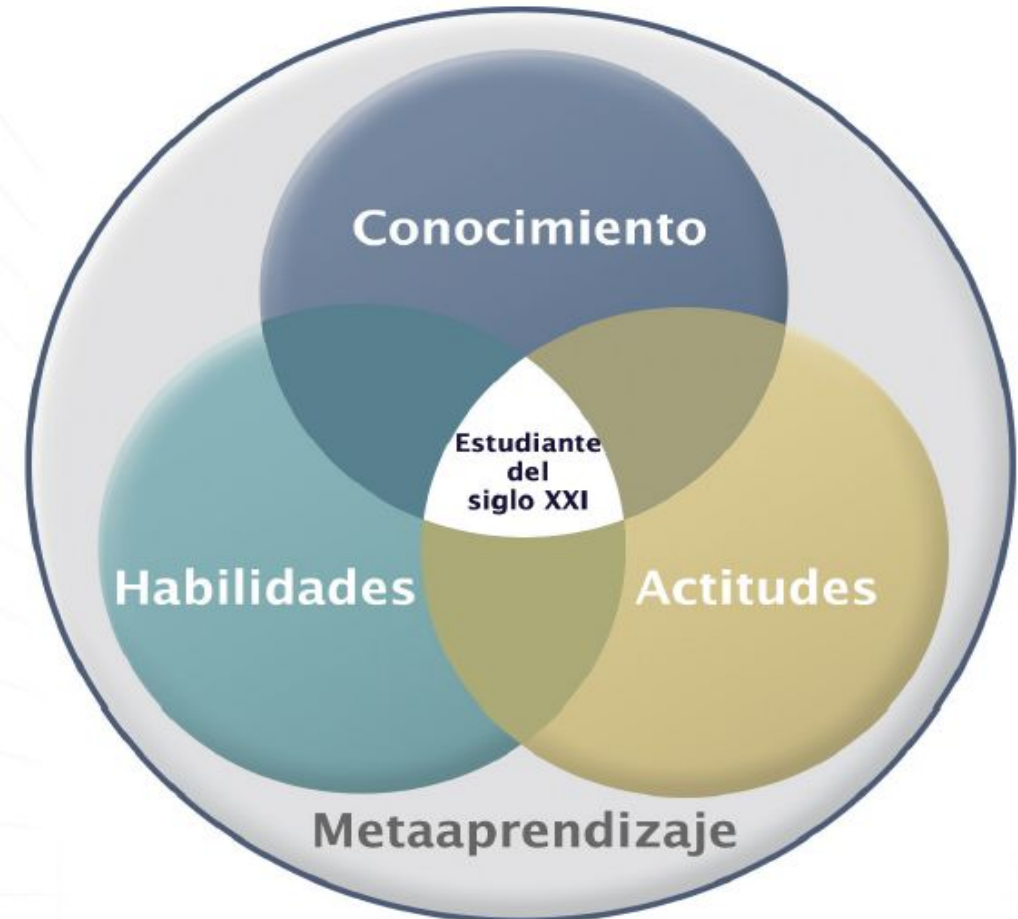 Conocimiento
Estudiante
del
siglo XXI
Habilidades
Actitudes
Metaaprendizaje